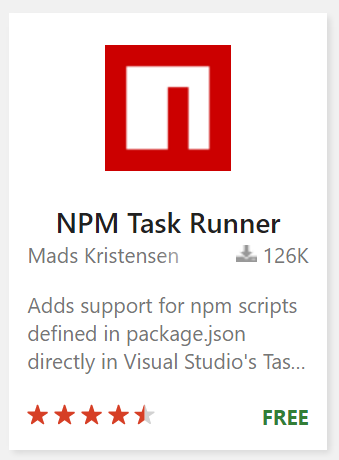 NPM Task Runner
Mads Kristensen 126K
Adds support for npm scripts
defined in package.json
directly in Visual Studio's Tas...
FREE